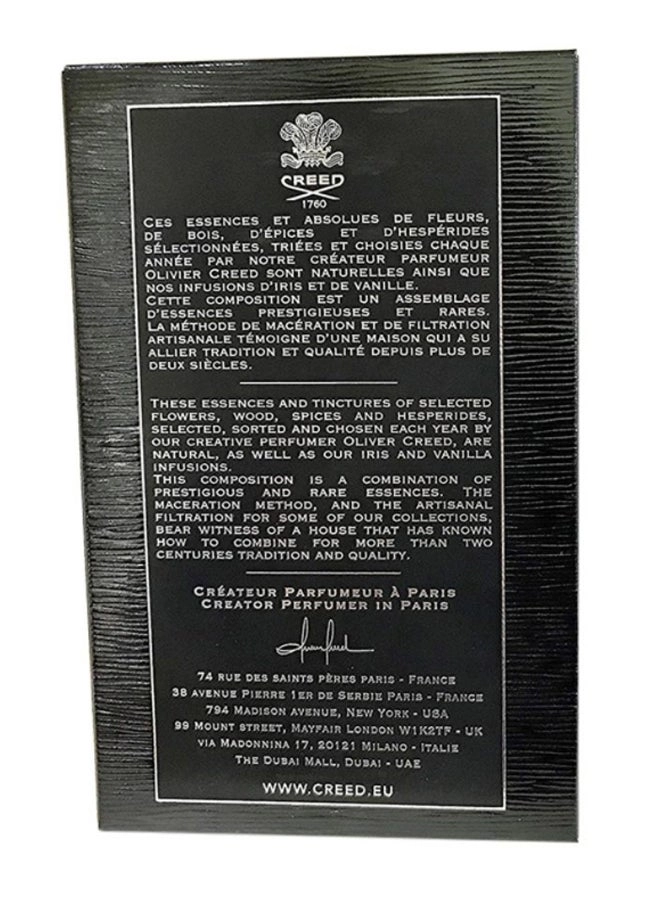 CREED
1760
CES ESSENCES ET ABSOLUES DE FLEURS,
DE BOIS, D'ÉPICES ET D'HESPÉRIDES
SÉLECTIONNÉES, TRIÉES ET CHOISIES CHAQUE
ANNÉE PAR NOTRE CRÉATEUR PARFUMEUR
OLIVIER CREED SONT NATURELLES AINSI QUE
NOS INFUSIONS D'IRIS ET DE VANILLE.
CETTE COMPOSITION EST UN ASSEMBLAGE
D'ESSENCES PRESTIGIEUSES ET RARES.
LA MÉTHODE DE MACÉRATION ET DE FILTRATION
ARTISANALE TÉMOIGNE D'UNE MAISON QUI A SU
ALLIER TRADITION ET QUALITÉ DEPUIS PLUS DE
DEUX SIÈCLES.
THESE ESSENCES AND TINCTURES OF SELECTED
FLOWERS, WOOD, SPICES AND HESPERIDES,
SELECTED, SORTED AND CHOSEN EACH YEAR BY
OUR CREATIVE PERFUMER OLIVER CREED, ARE
NATURAL, AS WELL AS OUR IRIS AND VANILLA
INFUSIONS.
THIS COMPOSITION IS A COMBINATION OF
PRESTIGIOUS AND RARE ESSENCES. THE
MACERATION METHOD, AND THE ARTISANAL
FILTRATION FOR SOME OF OUR COLLECTIONS,
BEAR WITNESS OF A HOUSE THAT HAS KNOWN
HOW TO COMBINE FOR MORE THAN TWO
CENTURIES TRADITION AND QUALITY.
CRÉATEUR PARFUMEUR À PARIS
CREATOR PERFUMER IN PARIS
74 RUE DES SAINTS PÈRES PARIS - FRANCE
38 AVENUE PIERRE 1ER DE SERBIE PARIS - FRANCE
794 MADISON AVENUE, NEW YORK - USA
99 MOUNT STREET, MAYFAIR LONDON W1K2TF - UK
VIA MADONNINA 17, 20121 MILANO - ITALIE
THE DUBAI MALL, DUBAI - UAE
WWW.CREED.EU